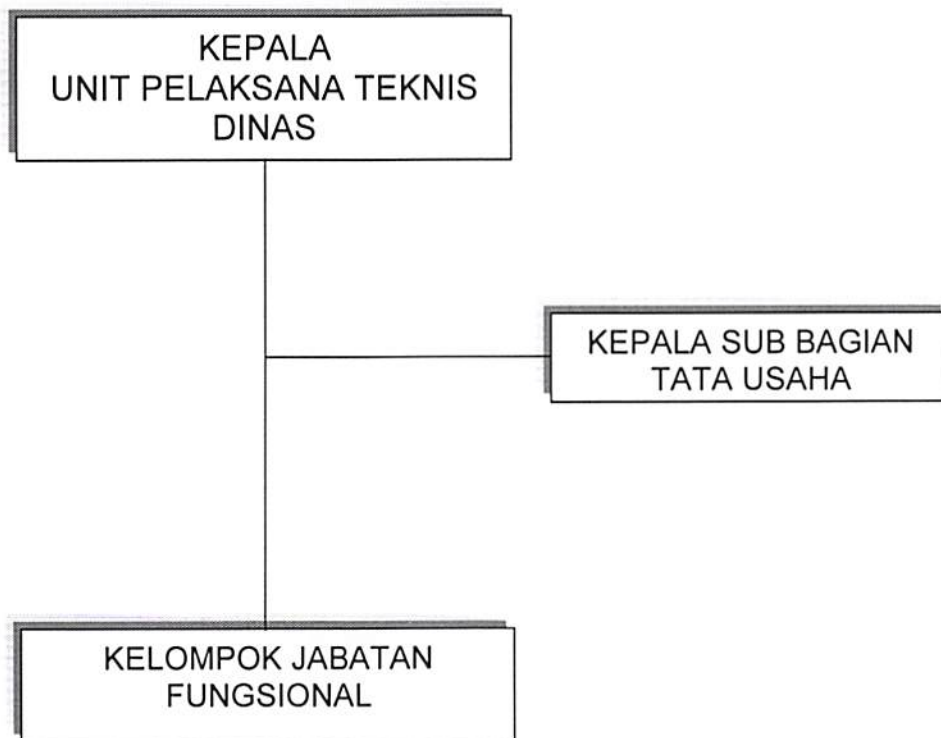 KEPALA
UNIT PELAKSANA TEKNIS
DINAS
KEPALA SUB BAGIAN
TATA USAHA
KELOMPOK JABATAN
FUNGSIONAL